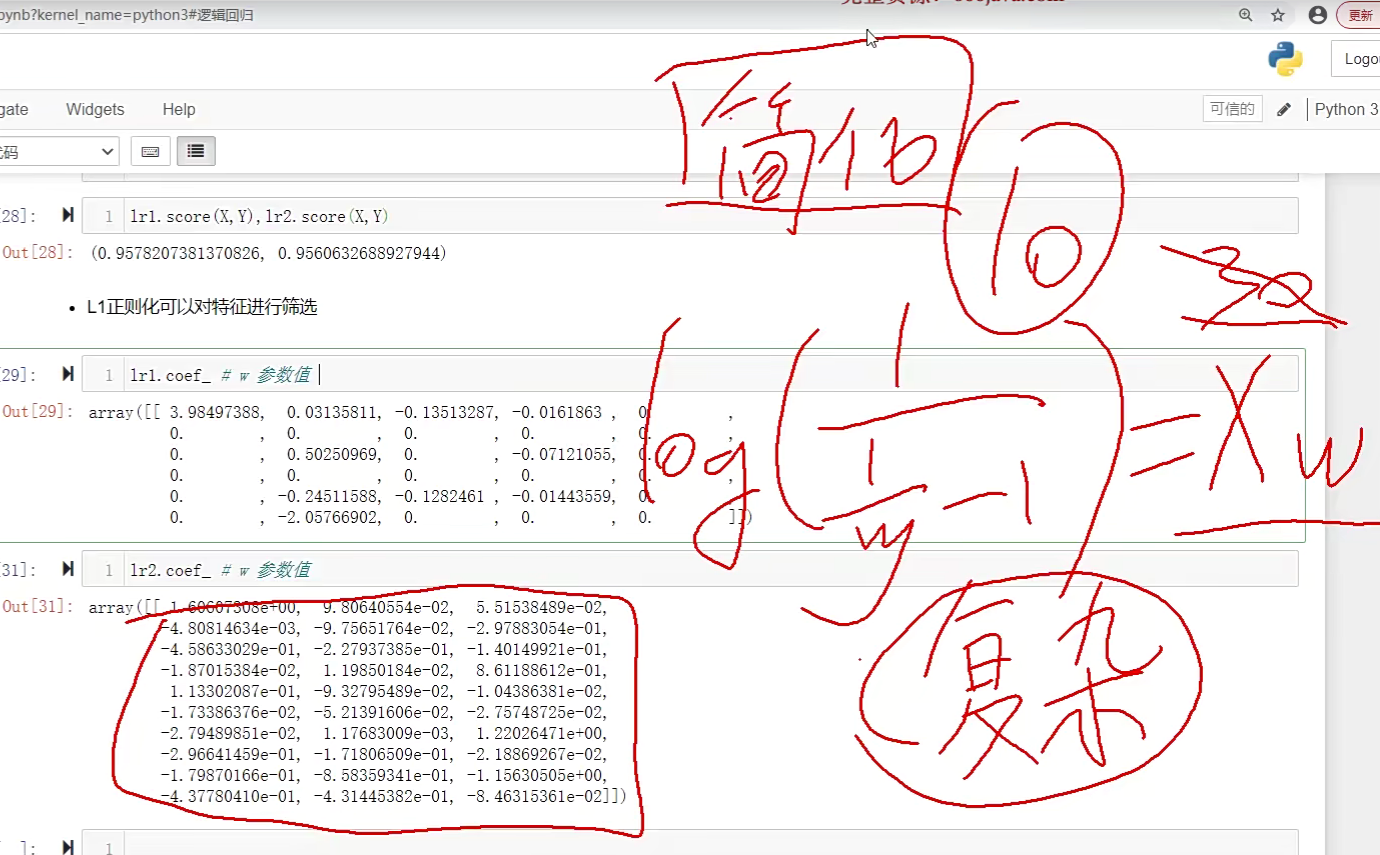 ynb?kernel_name=python3#逻辑回归
更新
Logou
gate Widgets Help
可信的 Python 3
代码
简化
10
[28]: 1 lr1.score(X,Y),lr2.score(X,Y)
Out[28]: (0.9578207381370826, 0.9560632688927944)
30
• L1正则化可以对特征进行筛选
[29]: 1 lr1.coef_ # w 参数值
Out[29]: array([[ 3.98497388, 0.03135811, -0.13513287, -0.0161863 , 0. ,
0. , 0. , 0. , 0. , 0. ,
0. , 0.50250969, 0. , -0.07121055, 0. ,
0. , 0. , 0. , 0. , 0. ,
0. , -0.24511588, -0.1282461 , -0.01443559, 0. ,
0. , -2.05766902, 0. , 0. , 0. ]])
log(1/(1/y-1)=Xw
[31]: 1 lr2.coef_ # w 参数值
Out[31]: array([[ 1.60607308e+00, 9.80640554e-02, 5.51538489e-02,
-4.80814634e-03, -9.75651764e-02, -2.97883054e-01,
-4.58633029e-01, -2.27937385e-01, -1.40149921e-01,
-1.87015384e-02, 1.19850184e-02, 8.61188612e-01,
1.13302087e-01, -9.32795489e-02, -1.04386381e-02,
-1.73386376e-02, -5.21391606e-02, -2.75748725e-02,
-2.79489851e-02, 1.17683009e-03, 1.22026471e+00,
-2.96641459e-01, -1.71806509e-01, -2.18869267e-02,
-1.79870166e-01, -8.58359341e-01, -1.15630505e+00,
-4.37780410e-01, -4.31445382e-01, -8.46315361e-02]])
复杂
[ ]: 1